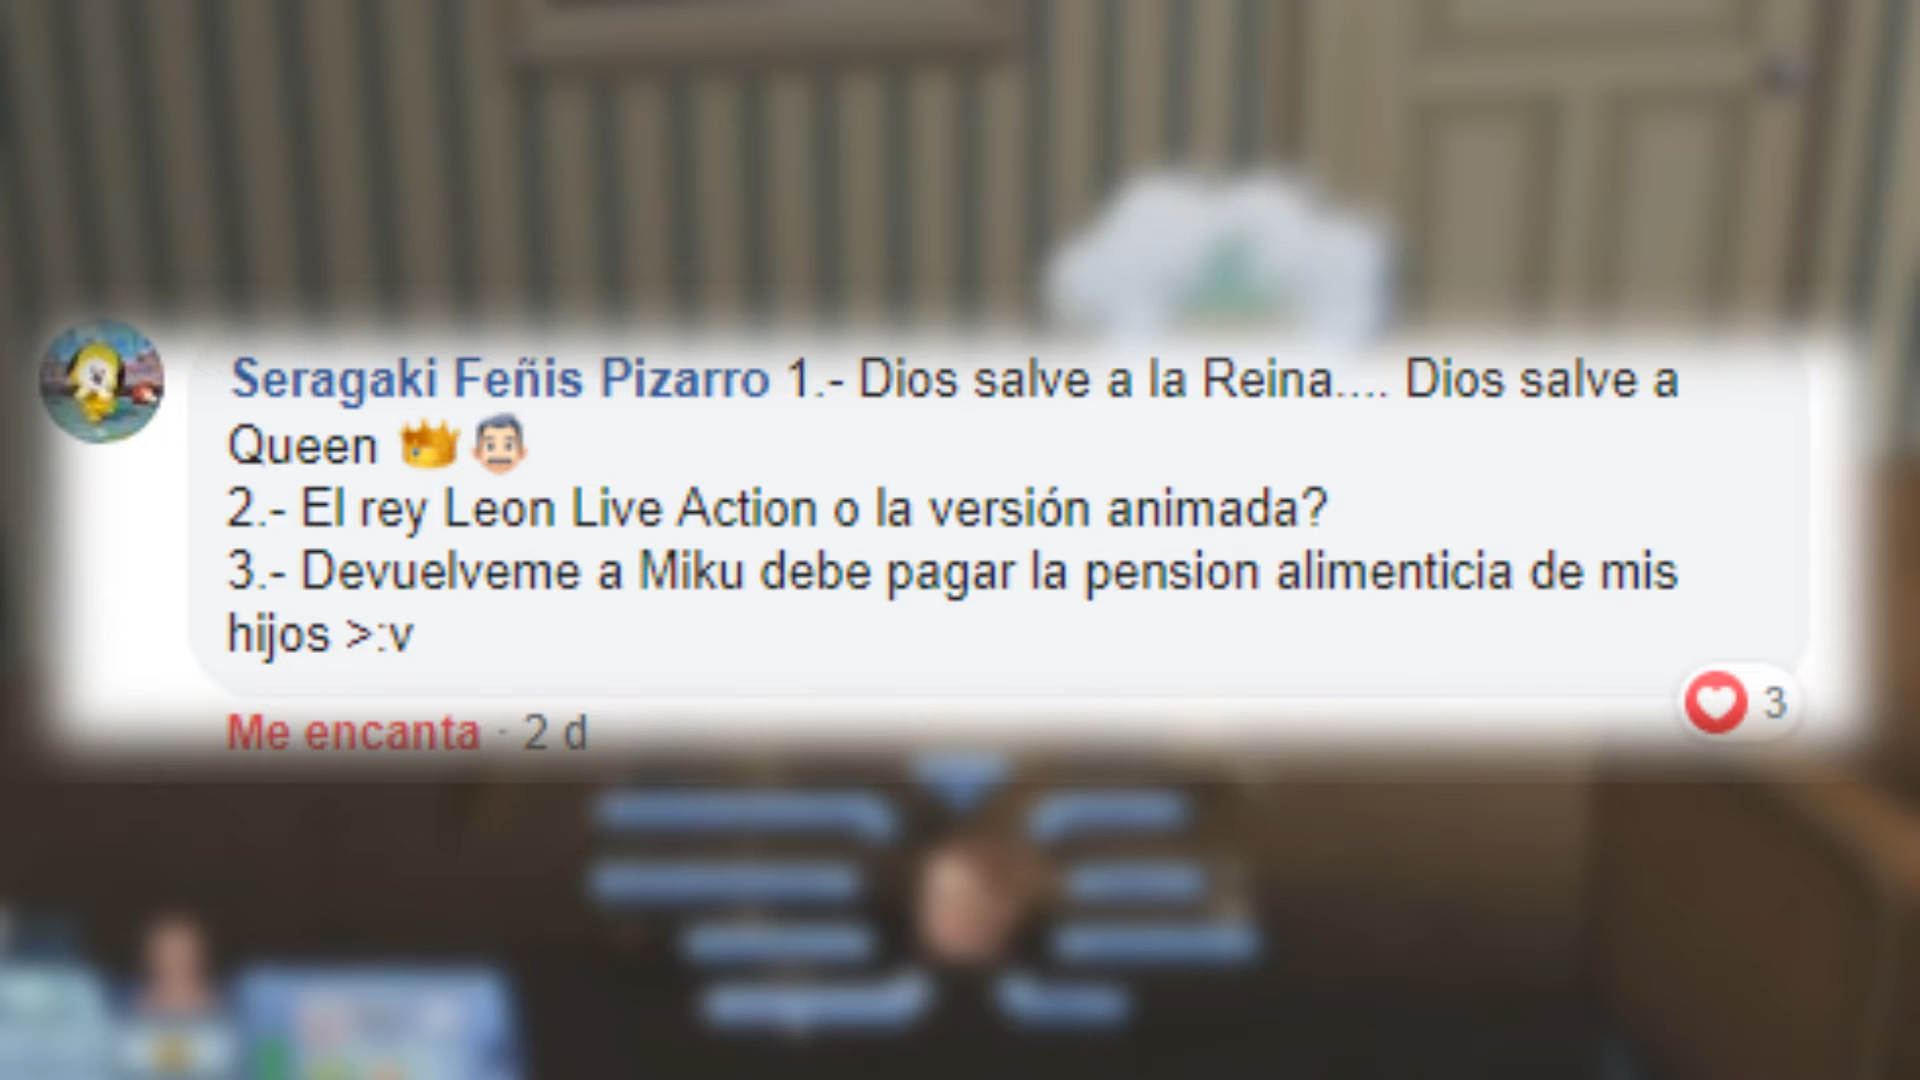 Seragaki Feñis Pizarro 1.- Dios salve a la Reina.... Dios salve a
Queen 👑👨🏻
2.- El rey Leon Live Action o la versión animada?
3.- Devuelveme a Miku debe pagar la pension alimenticia de mis
hijos >:v
3
Me encanta · 2 d